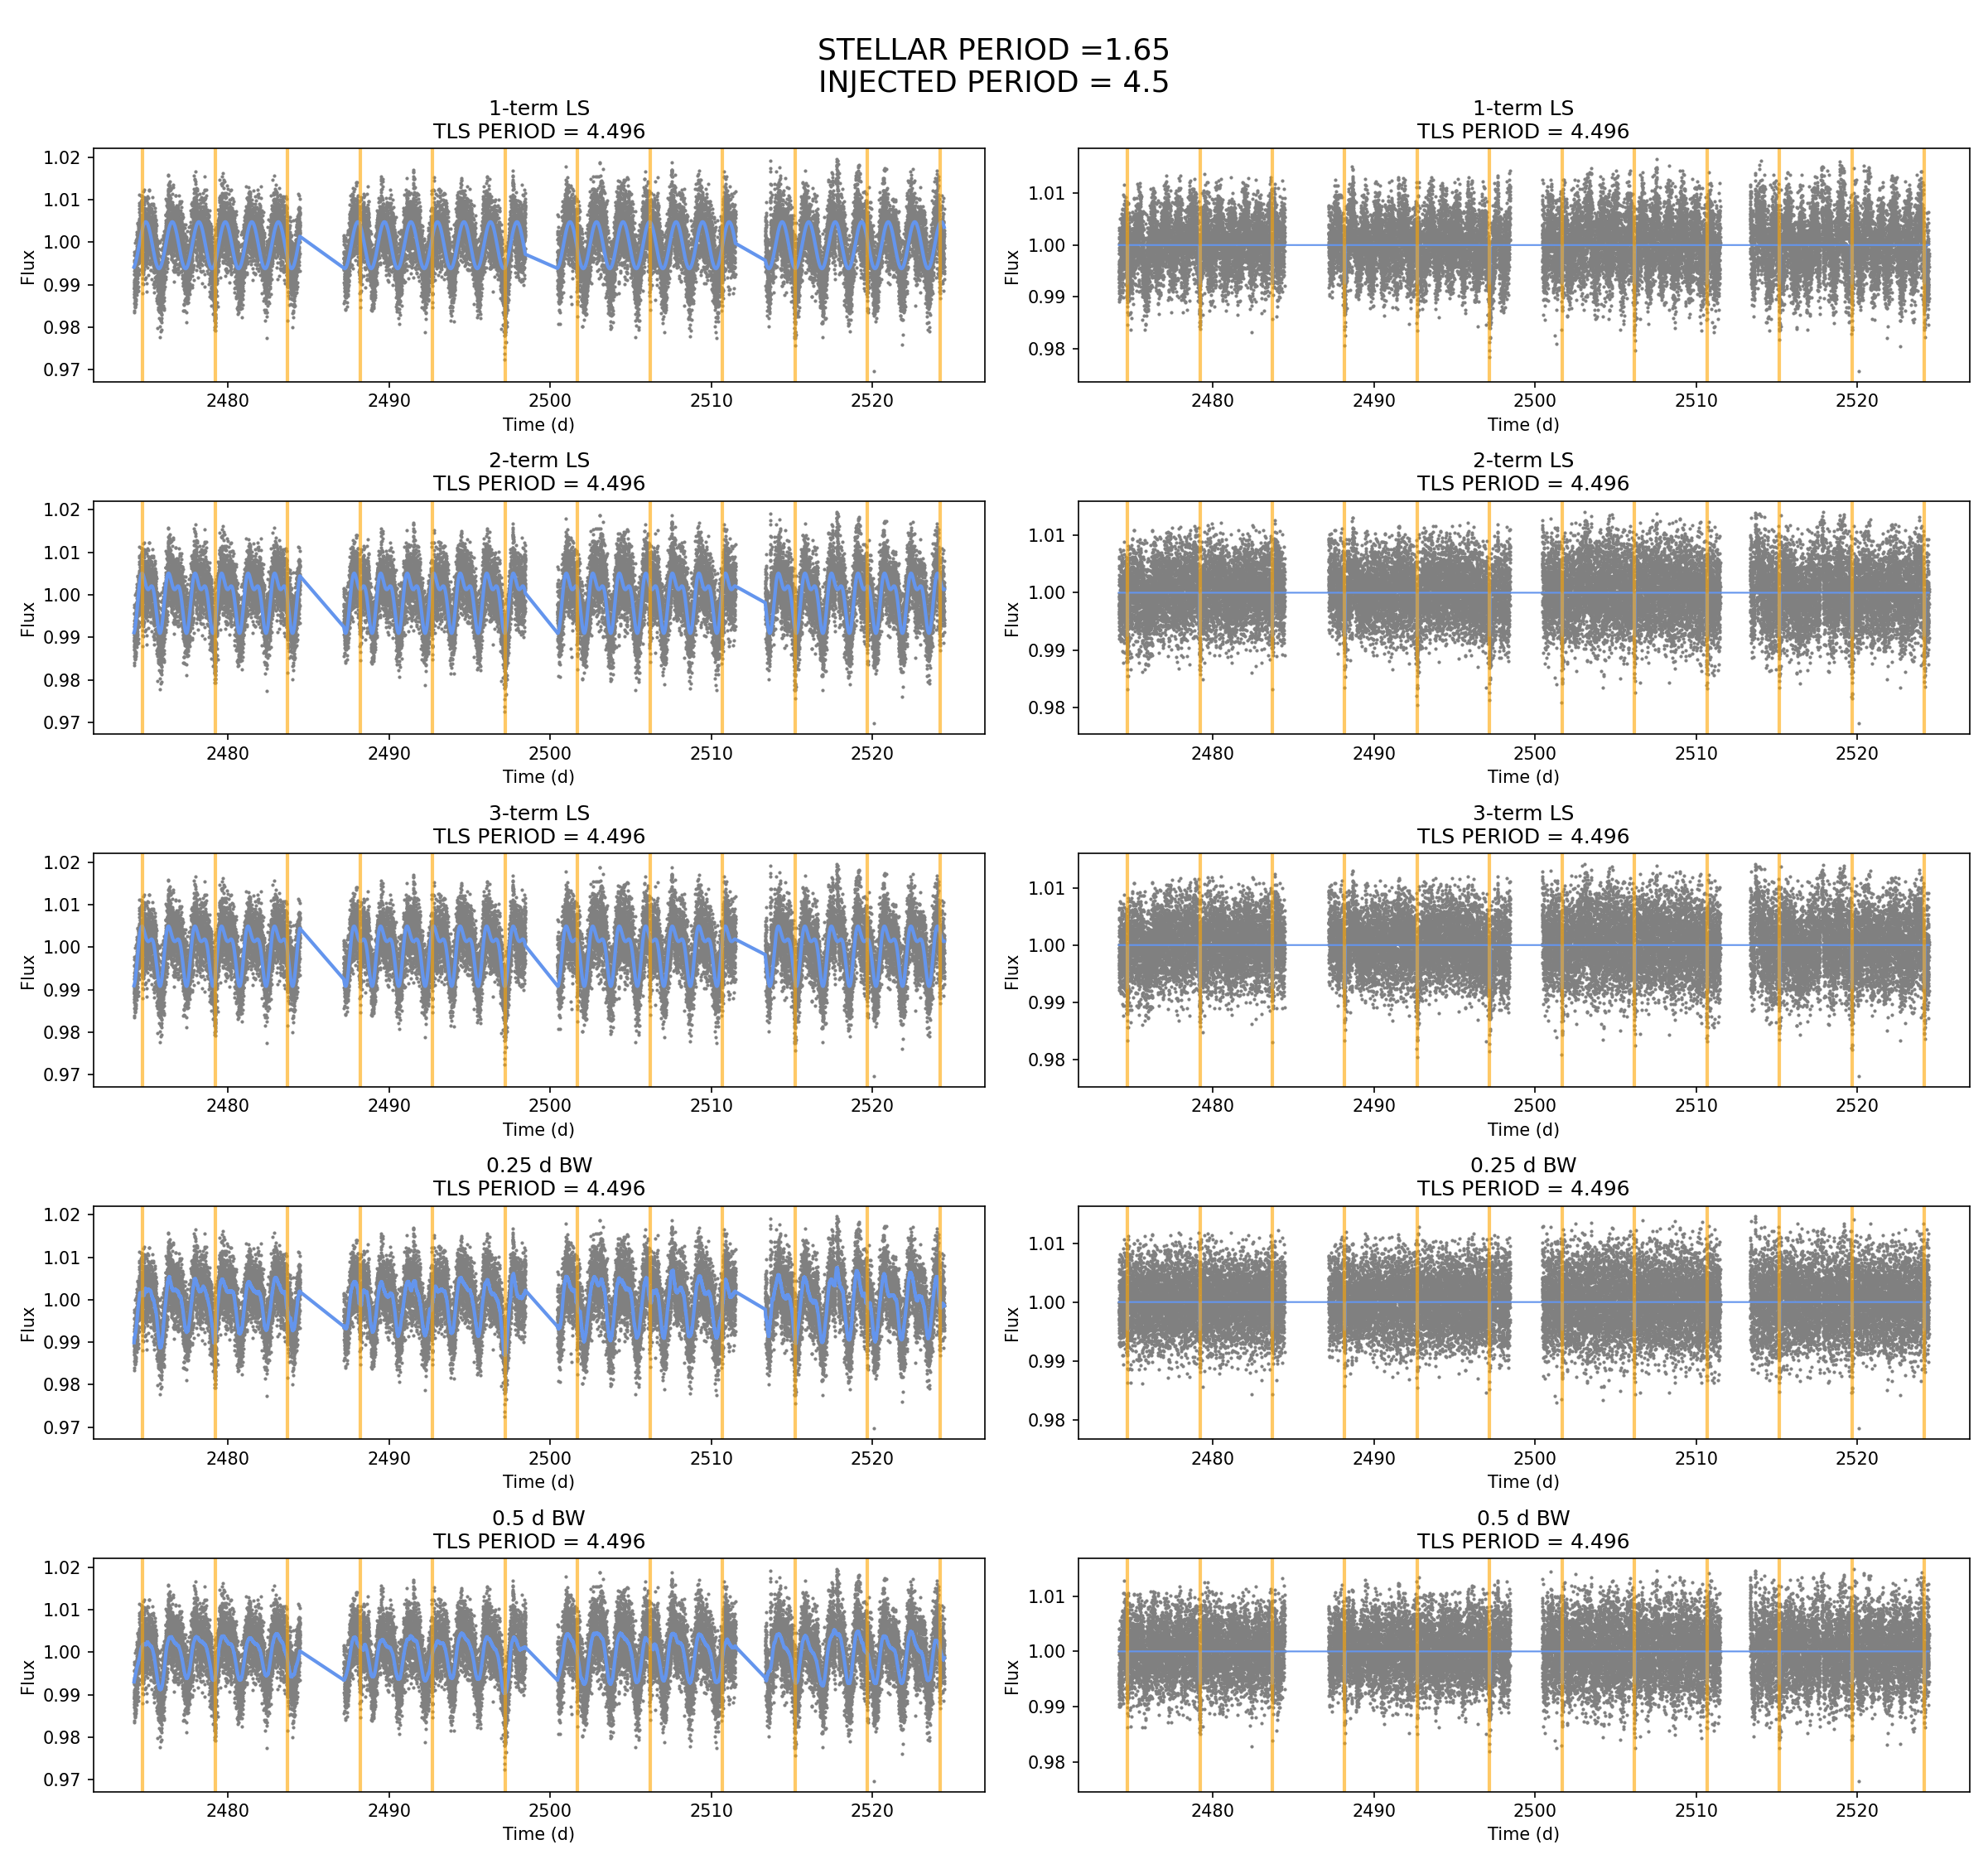 STELLAR PERIOD =1.65
INJECTED PERIOD = 4.5
1-term LS
TLS PERIOD = 4.496
1.02
1.01
1.00
0.99
0.98
0.97
Flux
2480
2490
2500
2510
2520
Time (d)
1-term LS
TLS PERIOD = 4.496
1.01
1.00
0.99
0.98
Flux
2480
2490
2500
2510
2520
Time (d)
2-term LS
TLS PERIOD = 4.496
1.02
1.01
1.00
0.99
0.98
0.97
Flux
2480
2490
2500
2510
2520
Time (d)
2-term LS
TLS PERIOD = 4.496
1.01
1.00
0.99
0.98
Flux
2480
2490
2500
2510
2520
Time (d)
3-term LS
TLS PERIOD = 4.496
1.02
1.01
1.00
0.99
0.98
0.97
Flux
2480
2490
2500
2510
2520
Time (d)
3-term LS
TLS PERIOD = 4.496
1.01
1.00
0.99
0.98
Flux
2480
2490
2500
2510
2520
Time (d)
0.25 d BW
TLS PERIOD = 4.496
1.02
1.01
1.00
0.99
0.98
0.97
Flux
2480
2490
2500
2510
2520
Time (d)
0.25 d BW
TLS PERIOD = 4.496
1.01
1.00
0.99
0.98
Flux
2480
2490
2500
2510
2520
Time (d)
0.5 d BW
TLS PERIOD = 4.496
1.02
1.01
1.00
0.99
0.98
0.97
Flux
2480
2490
2500
2510
2520
Time (d)
0.5 d BW
TLS PERIOD = 4.496
1.01
1.00
0.99
0.98
Flux
2480
2490
2500
2510
2520
Time (d)